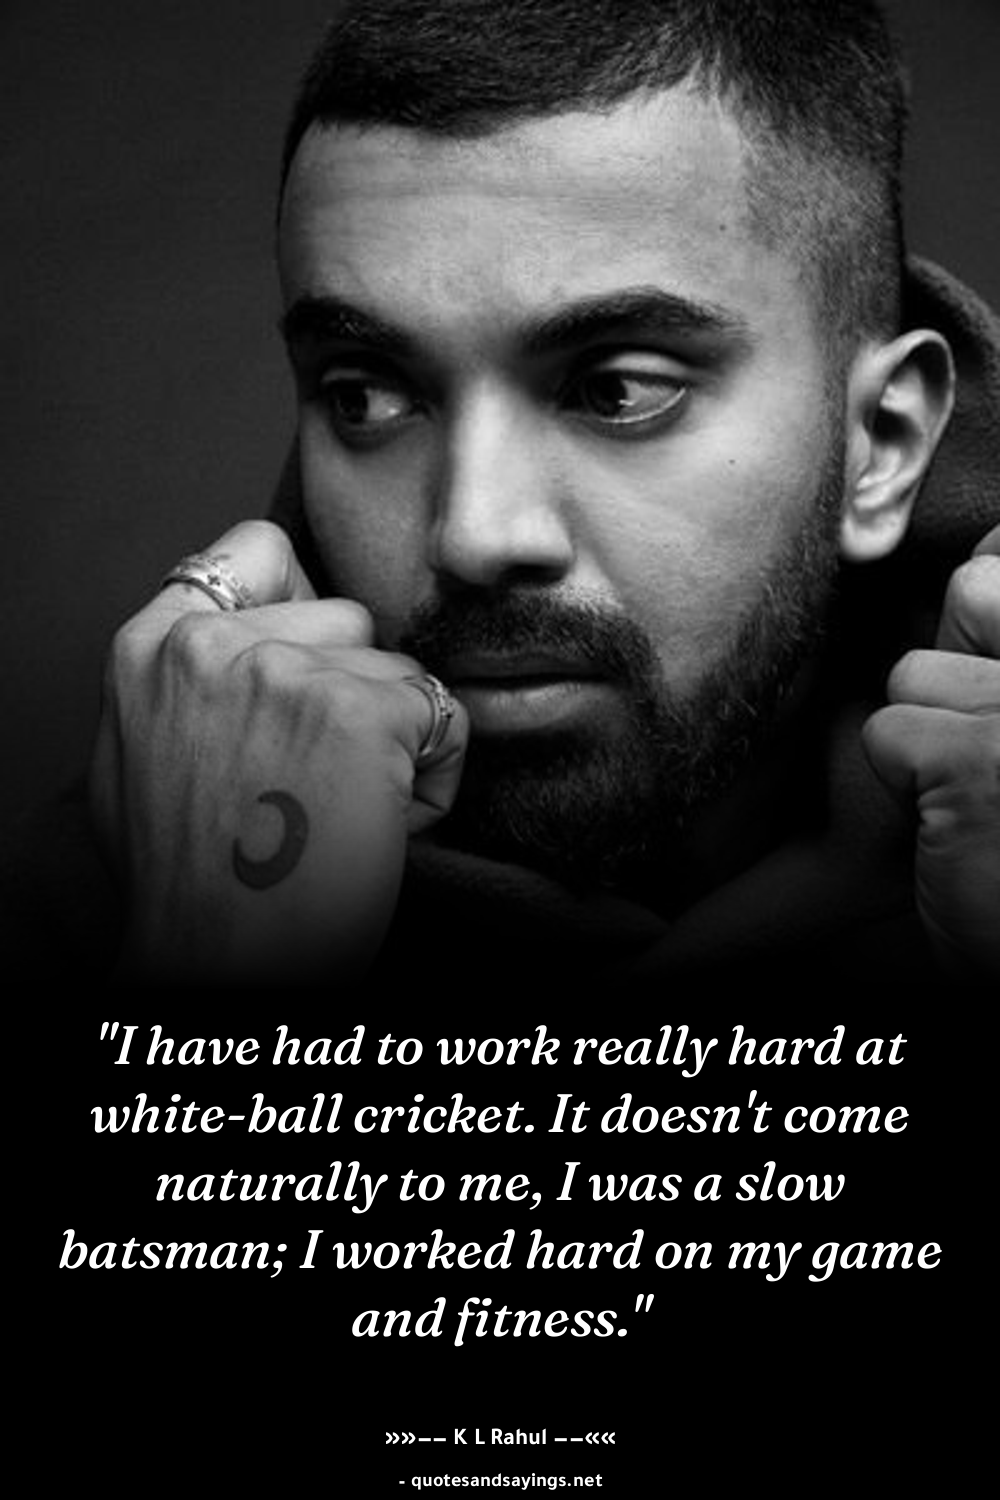 "I have had to work really hard at
white-ball cricket. It doesn't come
naturally to me, I was a slow
batsman; I worked hard on my game
and fitness."
»»–– K L Rahul ––««
- quotesandsayings.net